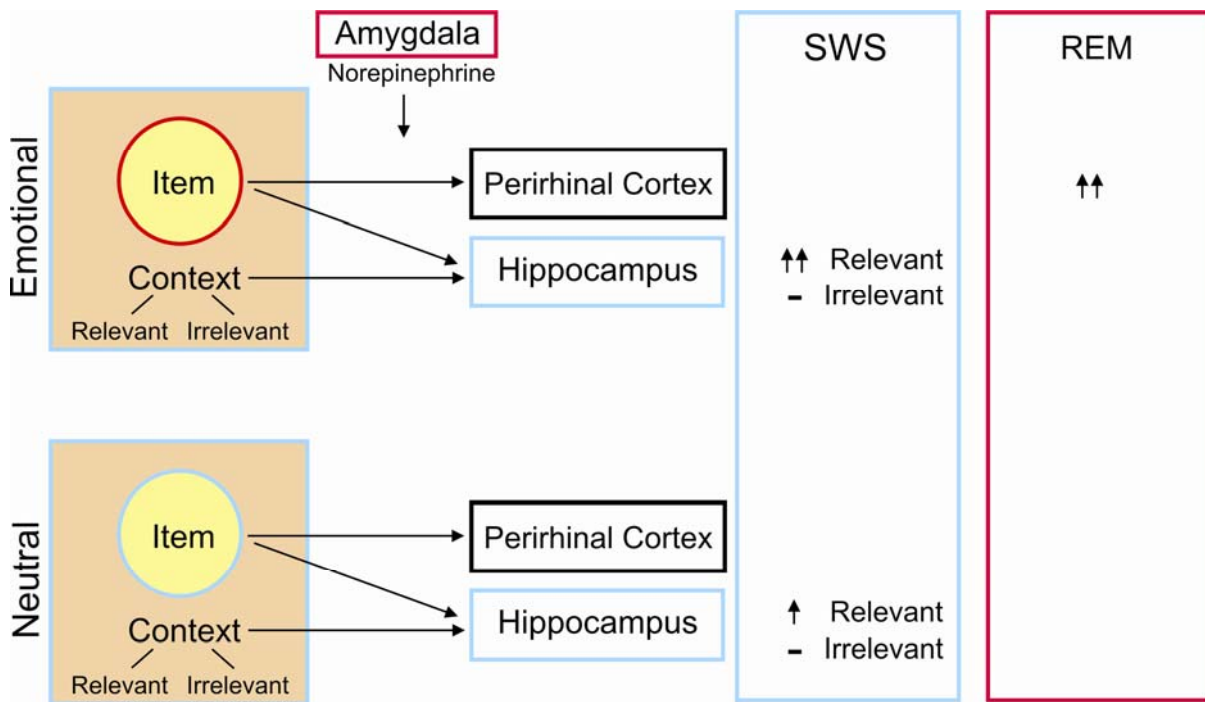 Amygdala
Norepinephrine
SWS
REM
Emotional
Item
Context
Relevant Irrelevant
Perirhinal Cortex
Hippocampus
↑↑ Relevant
- Irrelevant
↑↑
Neutral
Item
Context
Relevant Irrelevant
Perirhinal Cortex
Hippocampus
↑ Relevant
- Irrelevant